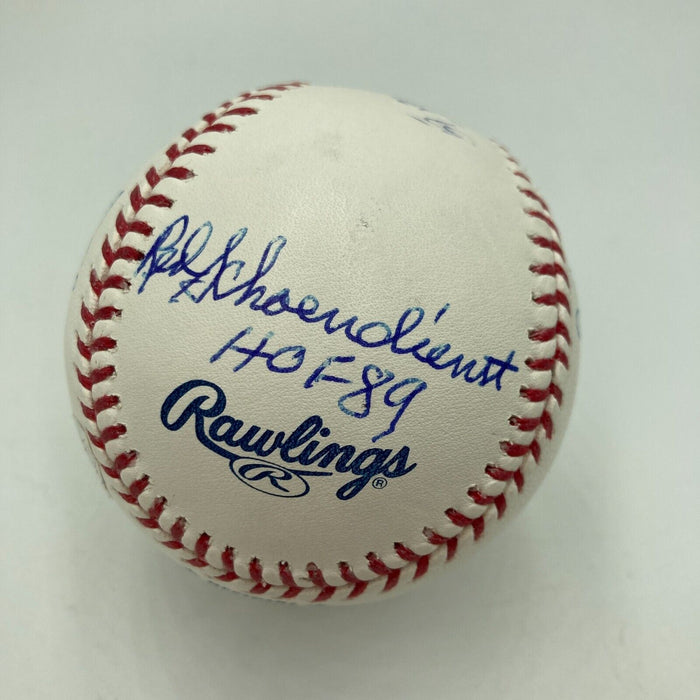 Red Schoendienst
HOF 89
Rawlings
R ®